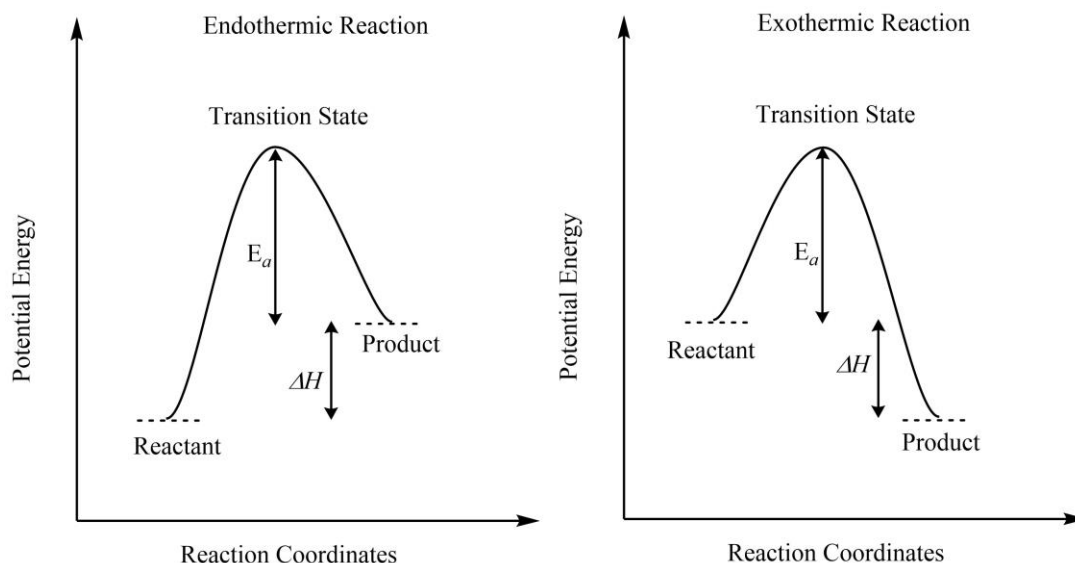 Endothermic Reaction
Transition State
Potential Energy
Eₐ
Product
ΔH
Reactant
Reaction Coordinates
Exothermic Reaction
Transition State
Potential Energy
Eₐ
Reactant
ΔH
Product
Reaction Coordinates